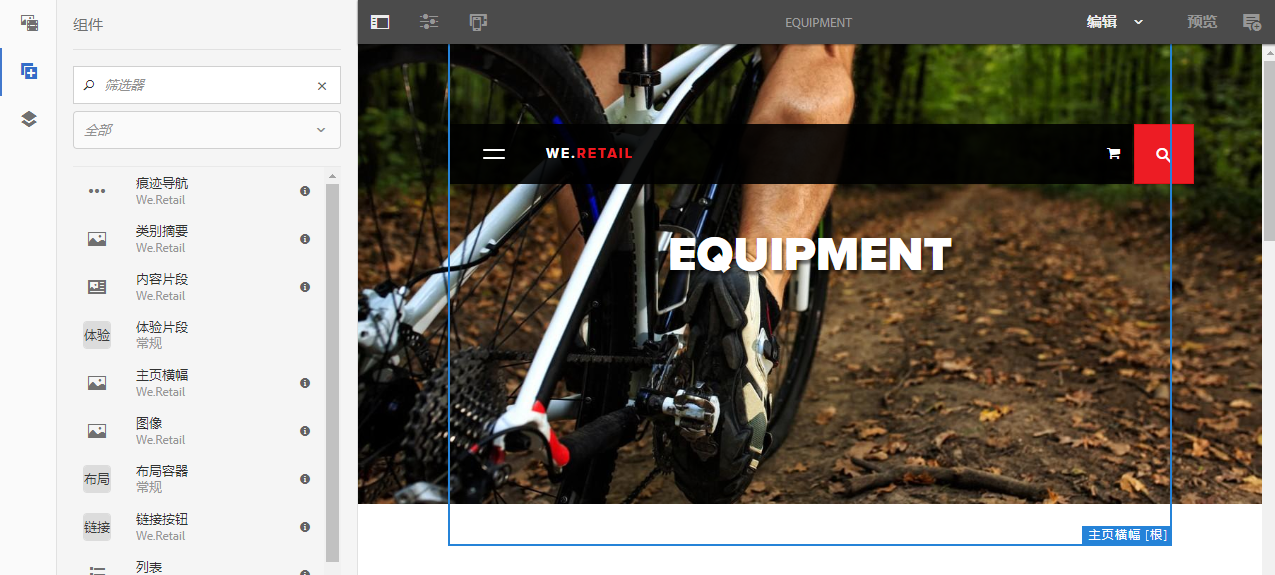 组件
筛选器
全部
痕迹导航
We.Retail
类别摘要
We.Retail
内容片段
We.Retail
体验
体验片段
常规
主页横幅
We.Retail
图像
We.Retail
布局
布局容器
常规
链接
链接按钮
We.Retail
列表
EQUIPMENT
编辑
预览
WE.RETAIL
EQUIPMENT
主页横幅 [根]